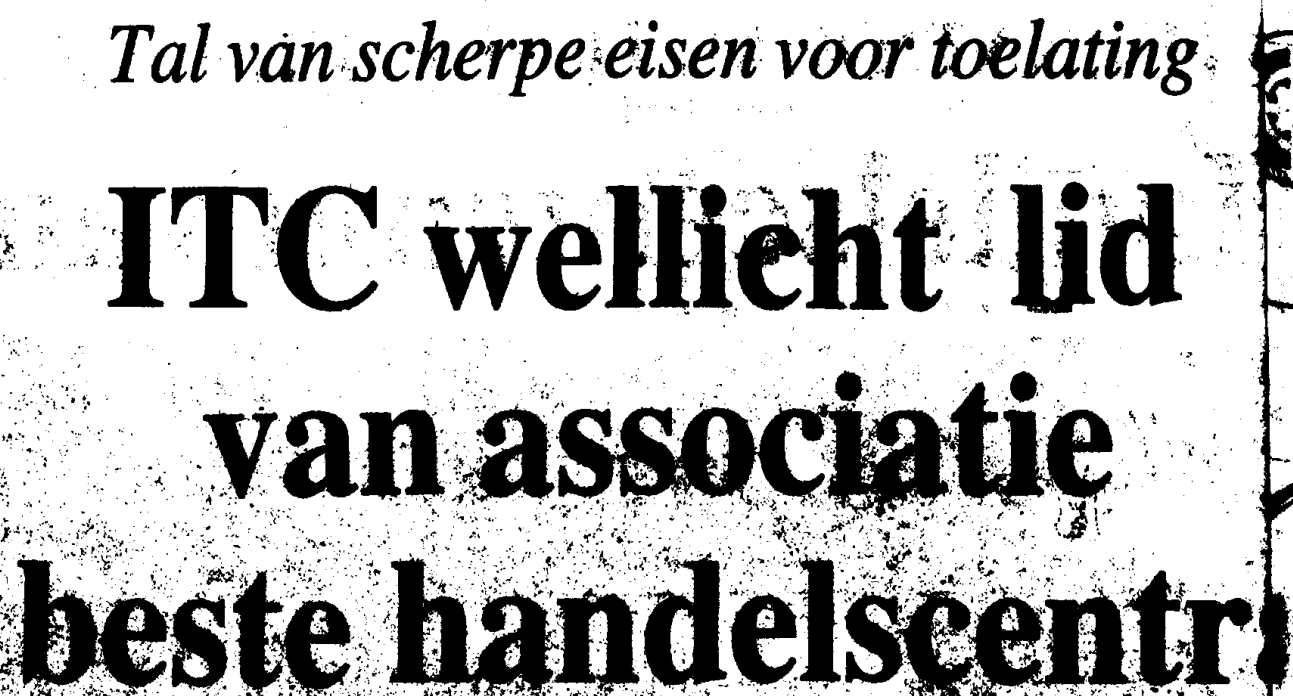 Tal van scherpe eisen voor toelating
ITC wellicht lid
van associatie
beste handelscentr